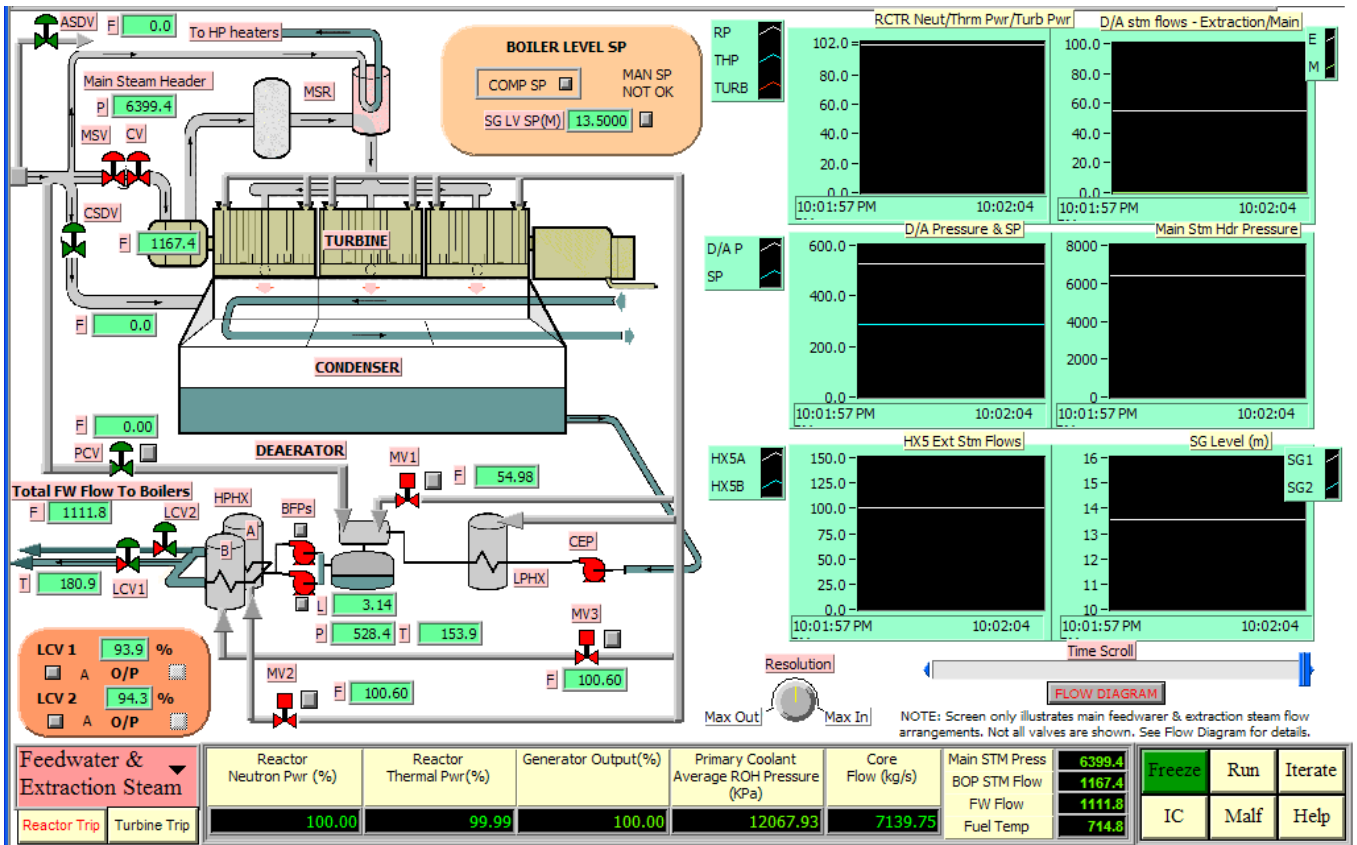 ASDV
F 0.0
To HP heaters
Main Steam Header
P 6399.4
MSV CV
MSR
BOILER LEVEL SP
COMP SP
MAN SP
NOT OK
SG LV SP(M) 13.5000
CSDV
F 1167.4
TURBINE
F 0.0
CONDENSER
F 0.00
PCV
DEAERATOR
MV1
F 54.98
Total FW Flow To Boilers
F 1111.8
LCV2
HPHX
A
B
BFPs
CEP
LPHX
T 180.9
LCV1
L 3.14
P 528.4 T 153.9
MV3
F 100.60
MV2
F 100.60
LCV 1 93.9 %
A O/P
LCV 2 94.3 %
A O/P
RCTR Neut/Thrm Pwr/Turb Pwr
RP
THP
TURB
102.0
80.0
60.0
40.0
20.0
0.0
10:01:57 PM 10:02:04
D/A stm flows - Extraction/Main
E
M
100.0
80.0
60.0
40.0
20.0
0.0
10:01:57 PM 10:02:04
D/A Pressure & SP
D/A P
SP
600.0
400.0
200.0
0.0
10:01:57 PM 10:02:04
Main Stm Hdr Pressure
8000
6000
4000
2000
0
10:01:57 PM 10:02:04
HX5 Ext Stm Flows
HX5A
HX5B
150.0
125.0
100.0
75.0
50.0
25.0
0.0
10:01:57 PM 10:02:04
SG Level (m)
SG1
SG2
16
15
14
13
12
11
10
10:01:57 PM 10:02:04
Resolution
Max Out Max In
Time Scroll
FLOW DIAGRAM
NOTE: Screen only illustrates main feedwarer & extraction steam flow
arrangements. Not all valves are shown. See Flow Diagram for details.
Feedwater &
Extraction Steam
Reactor Trip Turbine Trip
Reactor
Neutron Pwr (%)
100.00
Reactor
Thermal Pwr(%)
99.99
Generator Output(%)
100.00
Primary Coolant
Average ROH Pressure
(KPa)
12067.93
Core
Flow (kg/s)
7139.75
Main STM Press 6399.4
BOP STM Flow 1167.4
FW Flow 1111.8
Fuel Temp 714.8
Freeze Run Iterate
IC Malf Help